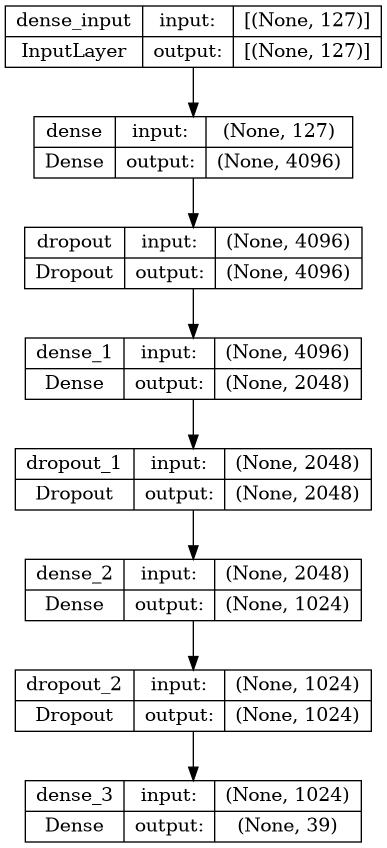 dense_input input: [(None, 127)]
InputLayer output: [(None, 127)]
dense input: (None, 127)
Dense output: (None, 4096)
dropout input: (None, 4096)
Dropout output: (None, 4096)
dense_1 input: (None, 4096)
Dense output: (None, 2048)
dropout_1 input: (None, 2048)
Dropout output: (None, 2048)
dense_2 input: (None, 2048)
Dense output: (None, 1024)
dropout_2 input: (None, 1024)
Dropout output: (None, 1024)
dense_3 input: (None, 1024)
Dense output: (None, 39)